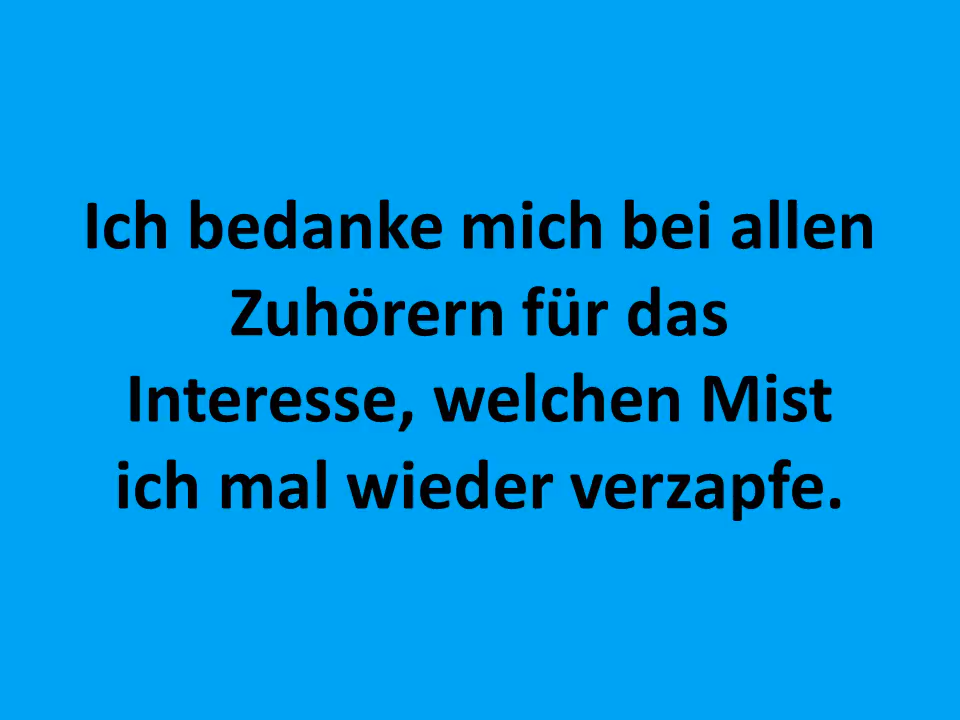 Ich bedanke mich bei allen
Zuhörern für das
Interesse, welchen Mist
ich mal wieder verzapfe.